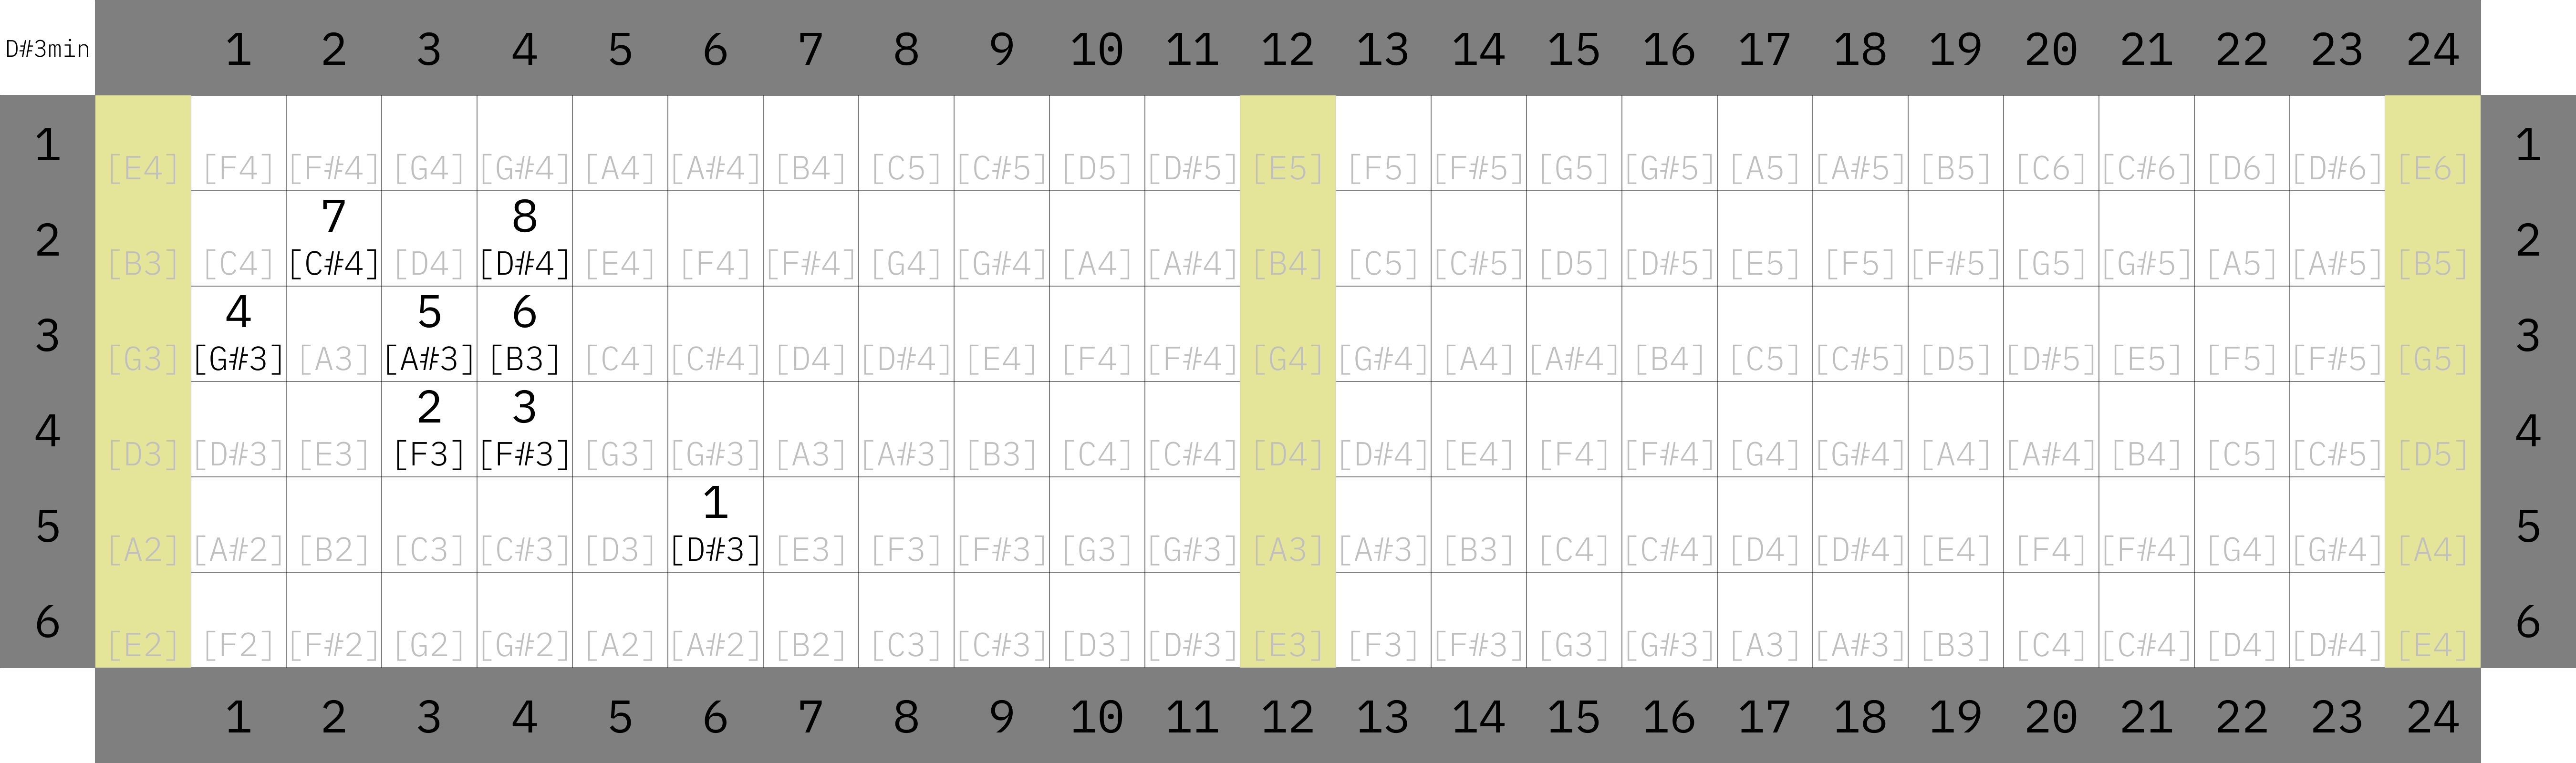 D#3min 1 2 3 4 5 6 7 8 9 10 11 12 13 14 15 16 17 18 19 20 21 22 23 24
1 1
[E4] [F4] [F#4] [G4] [G#4] [A4] [A#4] [B4] [C5] [C#5] [D5] [D#5] [E5] [F5] [F#5] [G5] [G#5] [A5] [A#5] [B5] [C6] [C#6] [D6] [D#6] [E6]
7 8
2 2
[B3] [C4] [C#4] [D4] [D#4] [E4] [F4] [F#4] [G4] [G#4] [A4] [A#4] [B4] [C5] [C#5] [D5] [D#5] [E5] [F5] [F#5] [G5] [G#5] [A5] [A#5] [B5]
4 5 6
3 3
[G3] [G#3] [A3] [A#3] [B3] [C4] [C#4] [D4] [D#4] [E4] [F4] [F#4] [G4] [G#4] [A4] [A#4] [B4] [C5] [C#5] [D5] [D#5] [E5] [F5] [F#5] [G5]
2 3
4 4
[D3] [D#3] [E3] [F3] [F#3] [G3] [G#3] [A3] [A#3] [B3] [C4] [C#4] [D4] [D#4] [E4] [F4] [F#4] [G4] [G#4] [A4] [A#4] [B4] [C5] [C#5] [D5]
1
5 5
[A2] [A#2] [B2] [C3] [C#3] [D3] [D#3] [E3] [F3] [F#3] [G3] [G#3] [A3] [A#3] [B3] [C4] [C#4] [D4] [D#4] [E4] [F4] [F#4] [G4] [G#4] [A4]
6 6
[E2] [F2] [F#2] [G2] [G#2] [A2] [A#2] [B2] [C3] [C#3] [D3] [D#3] [E3] [F3] [F#3] [G3] [G#3] [A3] [A#3] [B3] [C4] [C#4] [D4] [D#4] [E4]
1 2 3 4 5 6 7 8 9 10 11 12 13 14 15 16 17 18 19 20 21 22 23 24